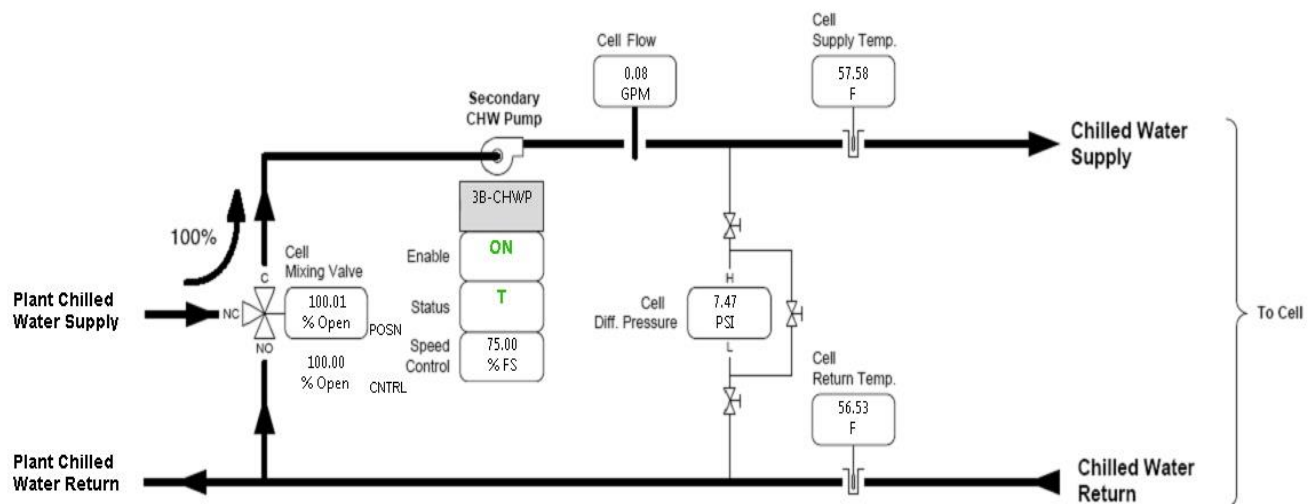 Cell
Supply Temp.
57.58
F
Cell Flow
0.08
GPM
Secondary
CHW Pump
Chilled Water
Supply
3B-CHWP
100%
Enable
ON
Cell
Mixing Valve
C
NC
NO
Plant Chilled
Water Supply
100.01
% Open
POSN
Status
T
H
Cell
Diff. Pressure
7.47
PSI
L
To Cell
100.00
% Open
CNTRL
Speed
Control
75.00
% FS
Cell
Return Temp.
56.53
F
Plant Chilled
Water Return
Chilled Water
Return